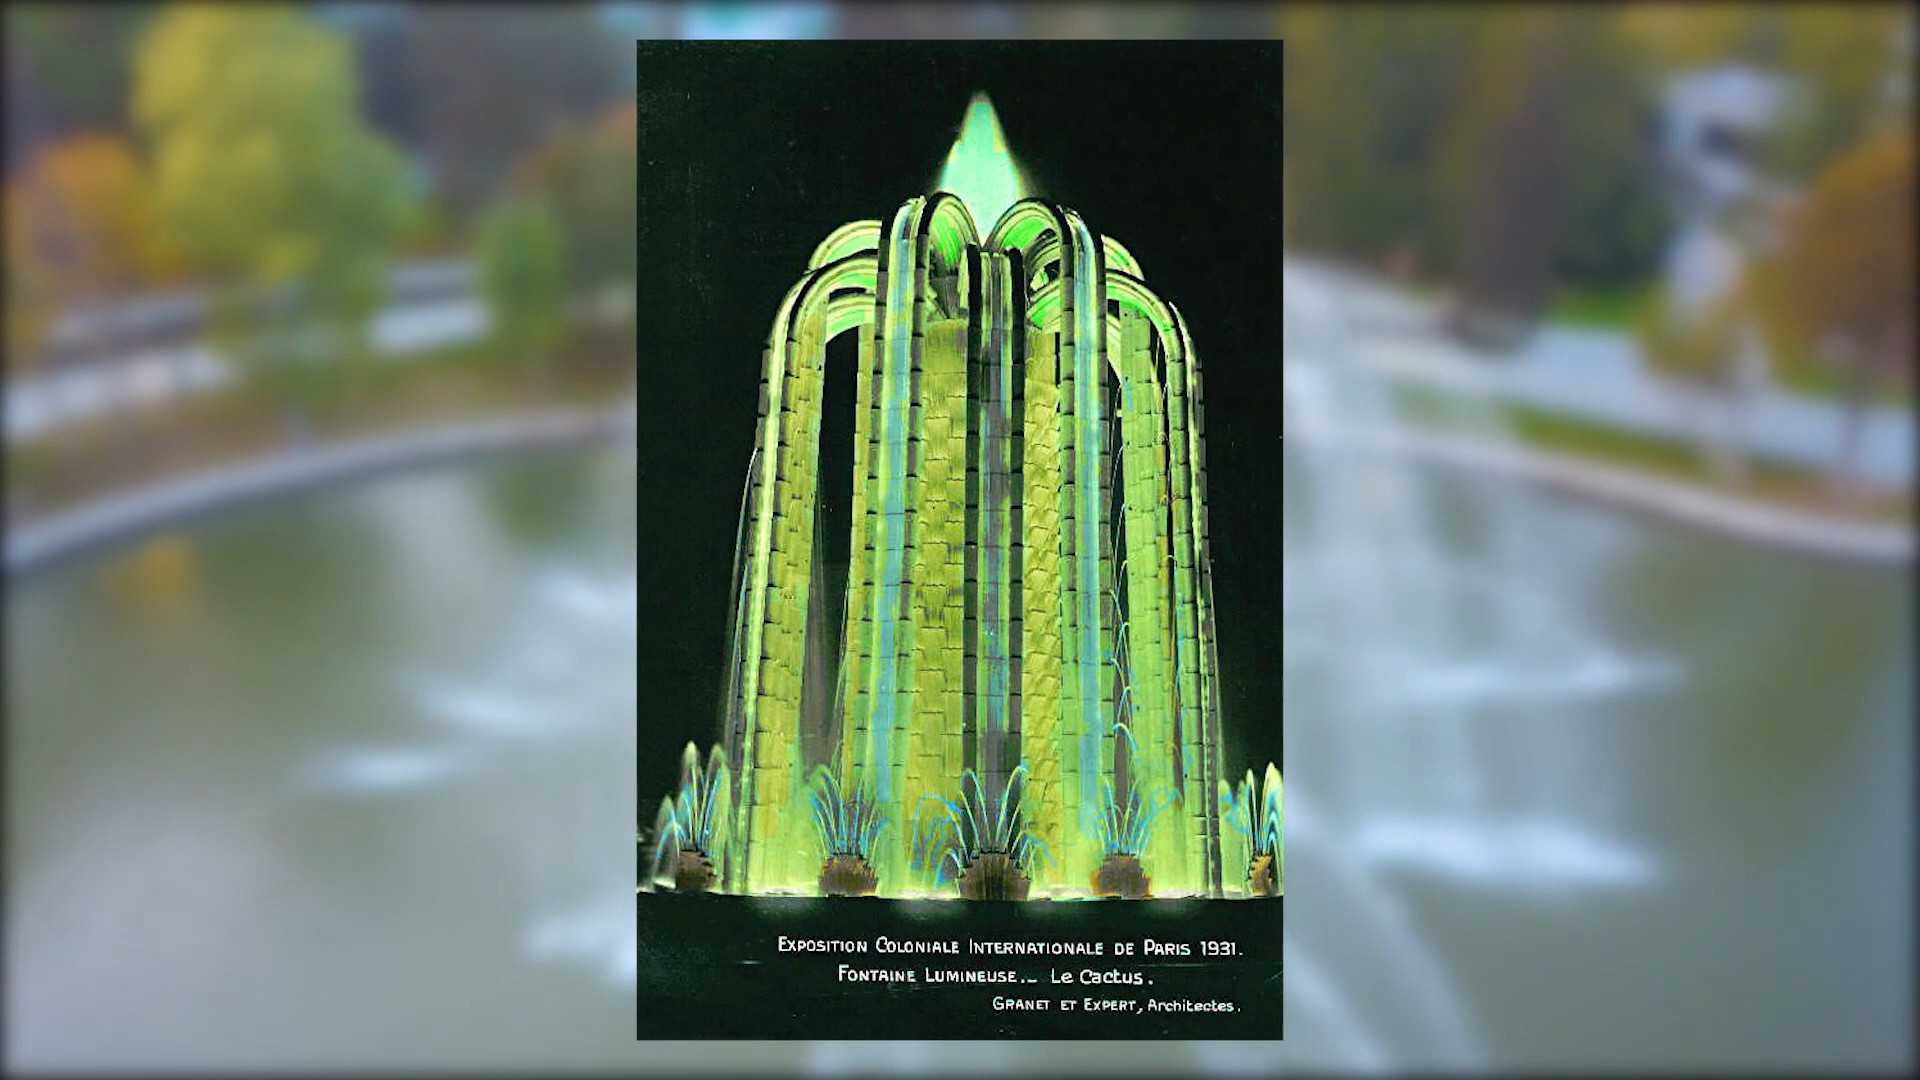 EXPOSITION COLONIALE INTERNATIONALE DE PARIS 1931.
FONTAINE LUMINEUSE._ Le Cactus.
GRANET ET EXPERT, Architectes.